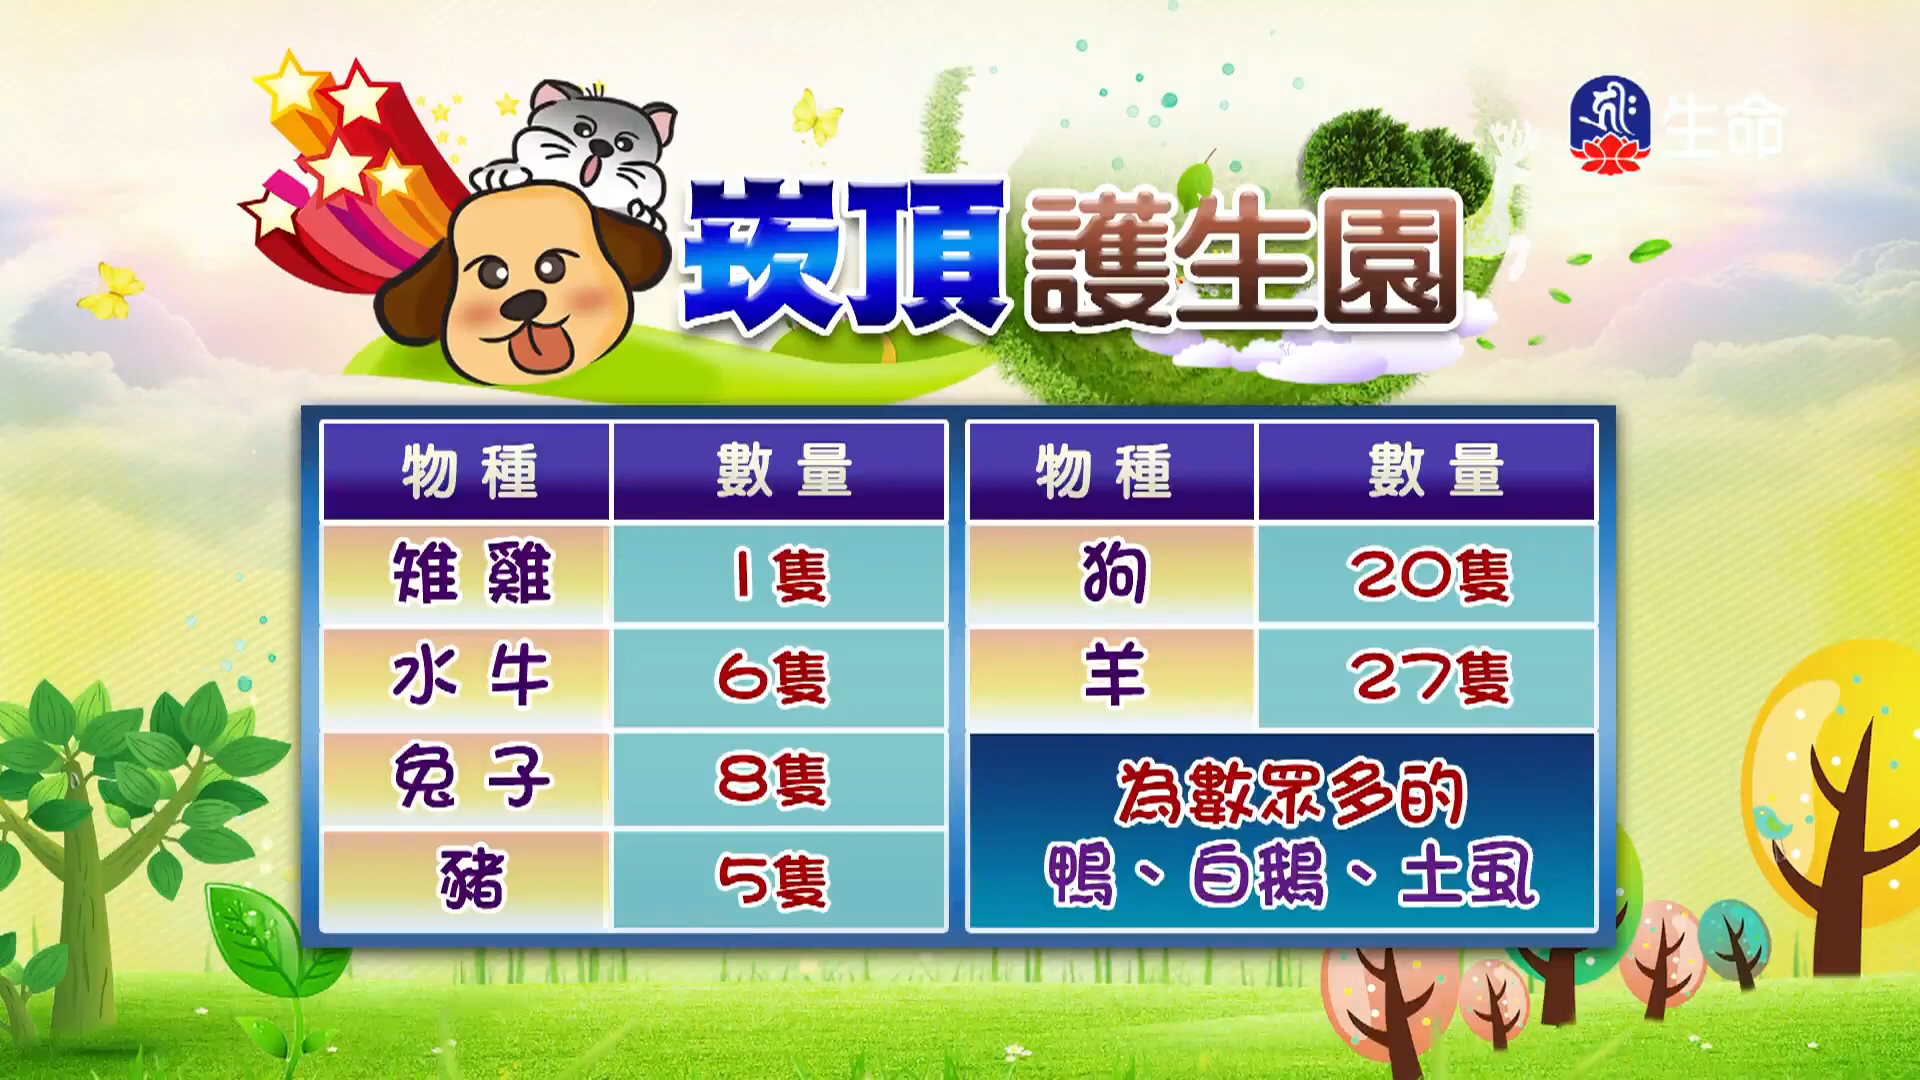 生命
崁頂護生園
物種 數量
雉雞 1隻
水牛 6隻
兔子 8隻
豬 5隻
物種 數量
狗 20隻
羊 27隻
為數眾多的
鴨、白鵝、土虱